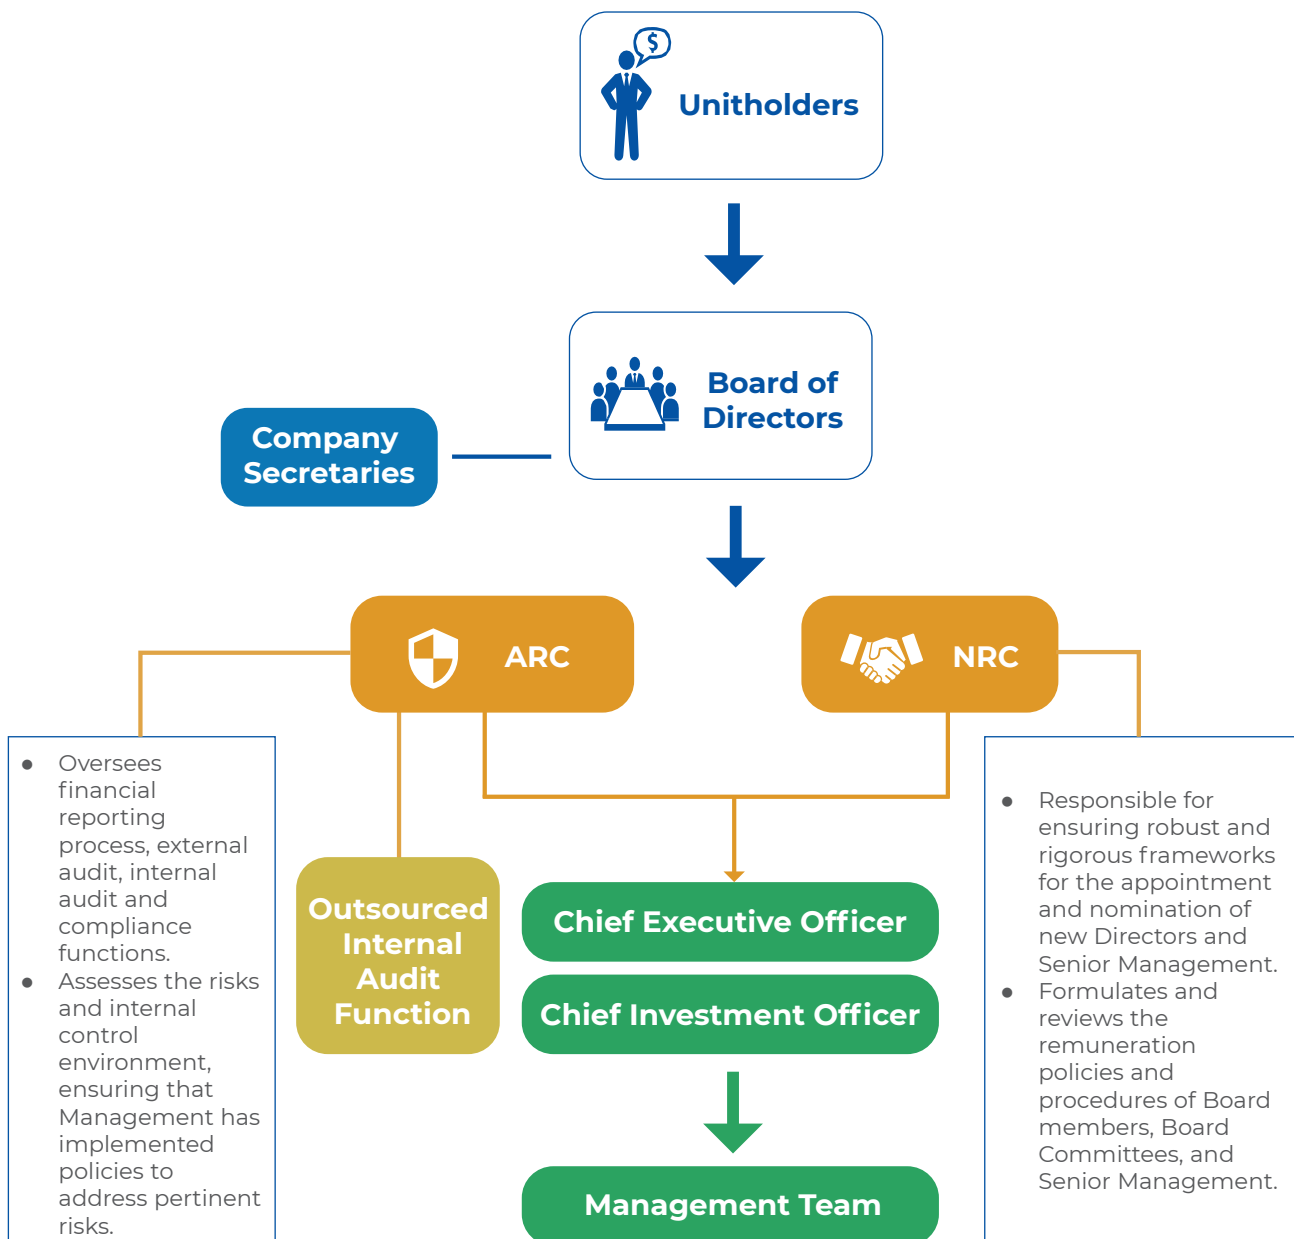 $
Unitholders
Board of
Directors
Company
Secretaries
ARC
NRC
● Oversees
financial
reporting
process, external
audit, internal
audit and
compliance
functions.
● Assesses the risks
and internal
control
environment,
ensuring that
Management has
implemented
policies to
address pertinent
risks.
Outsourced
Internal
Audit
Function
Chief Executive Officer
Chief Investment Officer
Management Team
● Responsible for
ensuring robust and
rigorous frameworks
for the appointment
and nomination of
new Directors and
Senior Management.
● Formulates and
reviews the
remuneration
policies and
procedures of Board
members, Board
Committees, and
Senior Management.